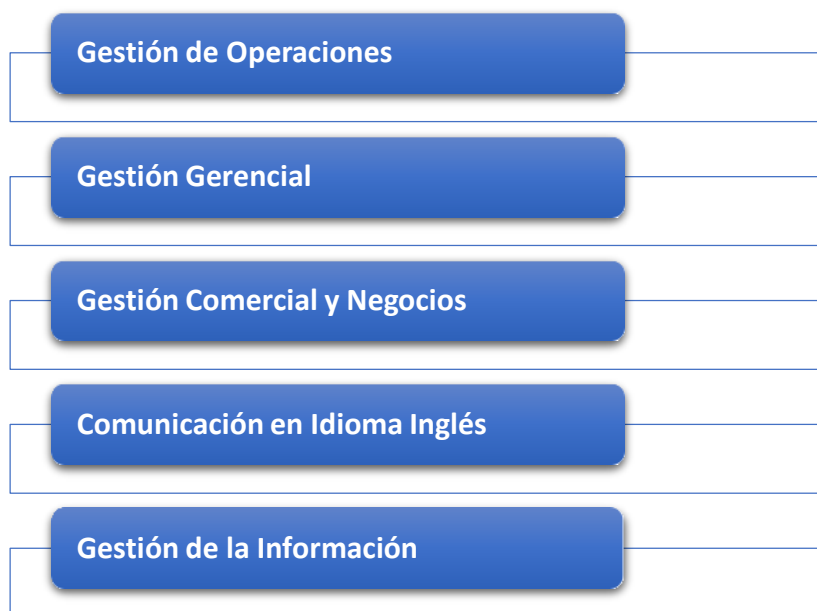 Gestión de Operaciones
Gestión Gerencial
Gestión Comercial y Negocios
Comunicación en Idioma Inglés
Gestión de la Información